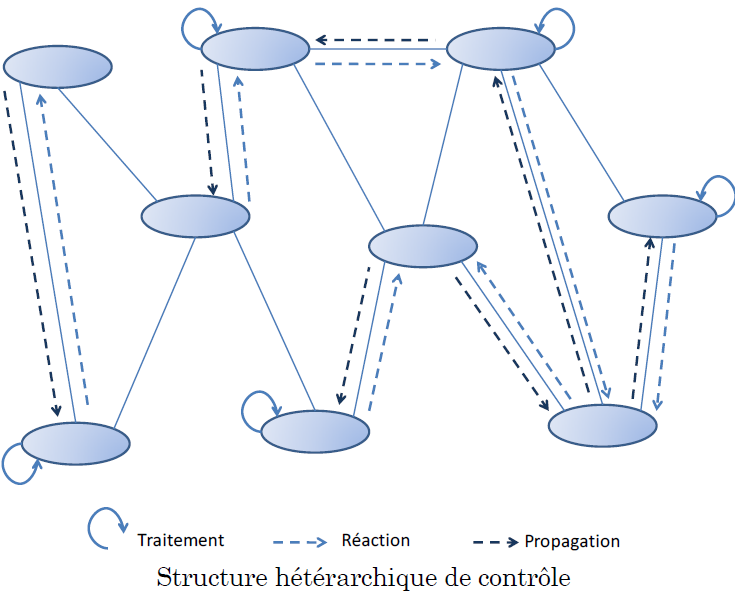 Traitement Réaction Propagation
Structure hétérarchique de contrôle